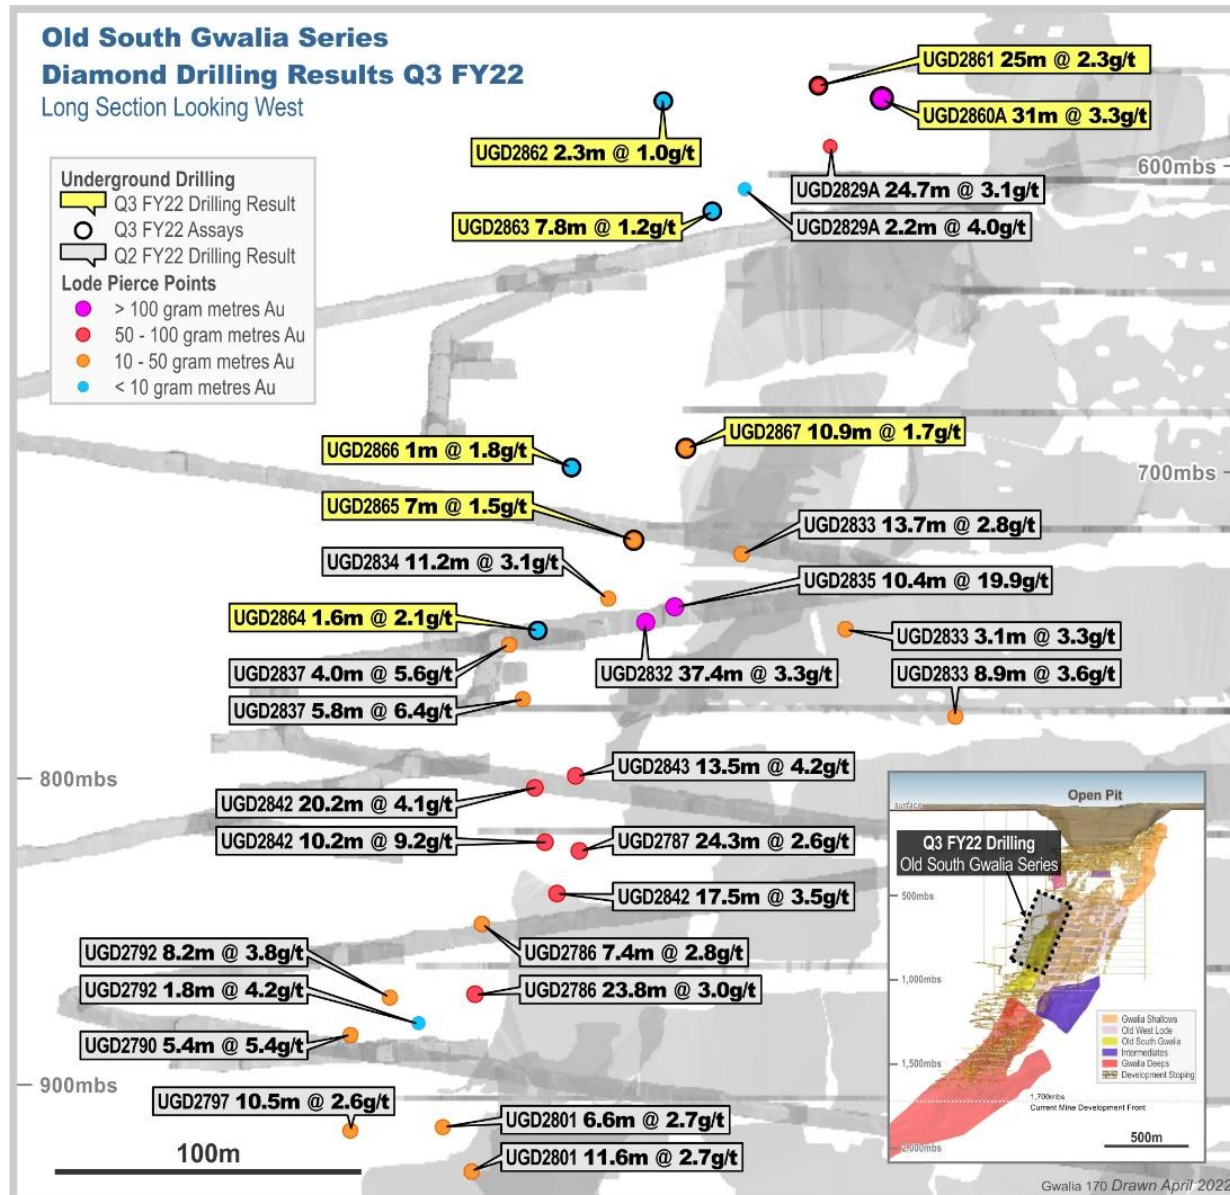 Old South Gwalia Series
Diamond Drilling Results Q3 FY22
Long Section Looking West
Underground Drilling
Q3 FY22 Drilling Result
Q3 FY22 Assays
Q2 FY22 Drilling Result
Lode Pierce Points
> 100 gram metres Au
50 - 100 gram metres Au
10 - 50 gram metres Au
< 10 gram metres Au
UGD2861 25m @ 2.3g/t
UGD2860A 31m @ 3.3g/t
UGD2862 2.3m @ 1.0g/t
600mbs
UGD2829A 24.7m @ 3.1g/t
UGD2863 7.8m @ 1.2g/t
UGD2829A 2.2m @ 4.0g/t
UGD2867 10.9m @ 1.7g/t
UGD2866 1m @ 1.8g/t
700mbs
UGD2865 7m @ 1.5g/t
UGD2833 13.7m @ 2.8g/t
UGD2834 11.2m @ 3.1g/t
UGD2835 10.4m @ 19.9g/t
UGD2864 1.6m @ 2.1g/t
UGD2833 3.1m @ 3.3g/t
UGD2837 4.0m @ 5.6g/t
UGD2832 37.4m @ 3.3g/t
UGD2833 8.9m @ 3.6g/t
UGD2837 5.8m @ 6.4g/t
800mbs
UGD2843 13.5m @ 4.2g/t
UGD2842 20.2m @ 4.1g/t
UGD2842 10.2m @ 9.2g/t
UGD2787 24.3m @ 2.6g/t
UGD2842 17.5m @ 3.5g/t
UGD2792 8.2m @ 3.8g/t
UGD2786 7.4m @ 2.8g/t
UGD2792 1.8m @ 4.2g/t
UGD2786 23.8m @ 3.0g/t
UGD2790 5.4m @ 5.4g/t
900mbs
UGD2797 10.5m @ 2.6g/t
UGD2801 6.6m @ 2.7g/t
UGD2801 11.6m @ 2.7g/t
100m
Open Pit
surface
Q3 FY22 Drilling
Old South Gwalia Series
500mbs
1,000mbs
Gwalia Shallows
Old West Lode
Old South Gwalia
Intermediates
Gwalia Deeps
Development Stoping
1,500mbs
1,700mbs
Current Mine Development Front
500m
2,000mbs
Gwalia 170 Drawn April 2022